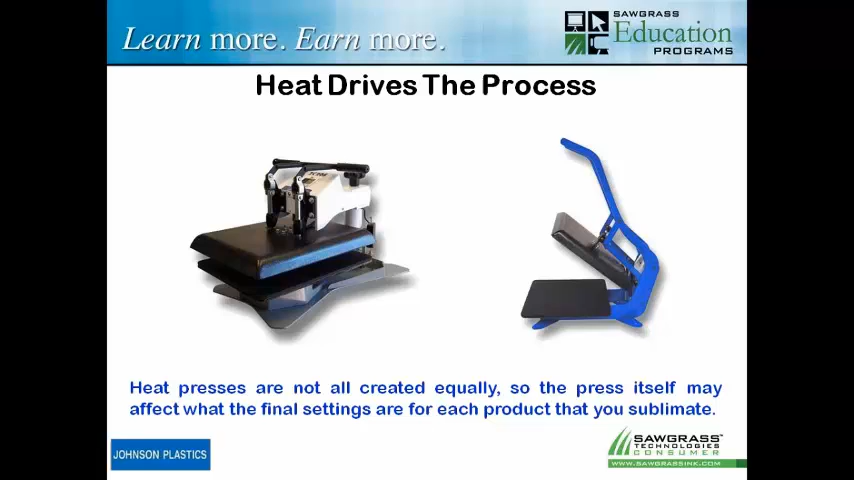 Learn more. Earn more.
SAWGRASS
Education
PROGRAMS
Heat Drives The Process
Heat presses are not all created equally, so the press itself may
affect what the final settings are for each product that you sublimate.
JOHNSON PLASTICS
SAWGRASS™
TECHNOLOGIES
CONSUMER
WWW.SAWGRASSINK.COM